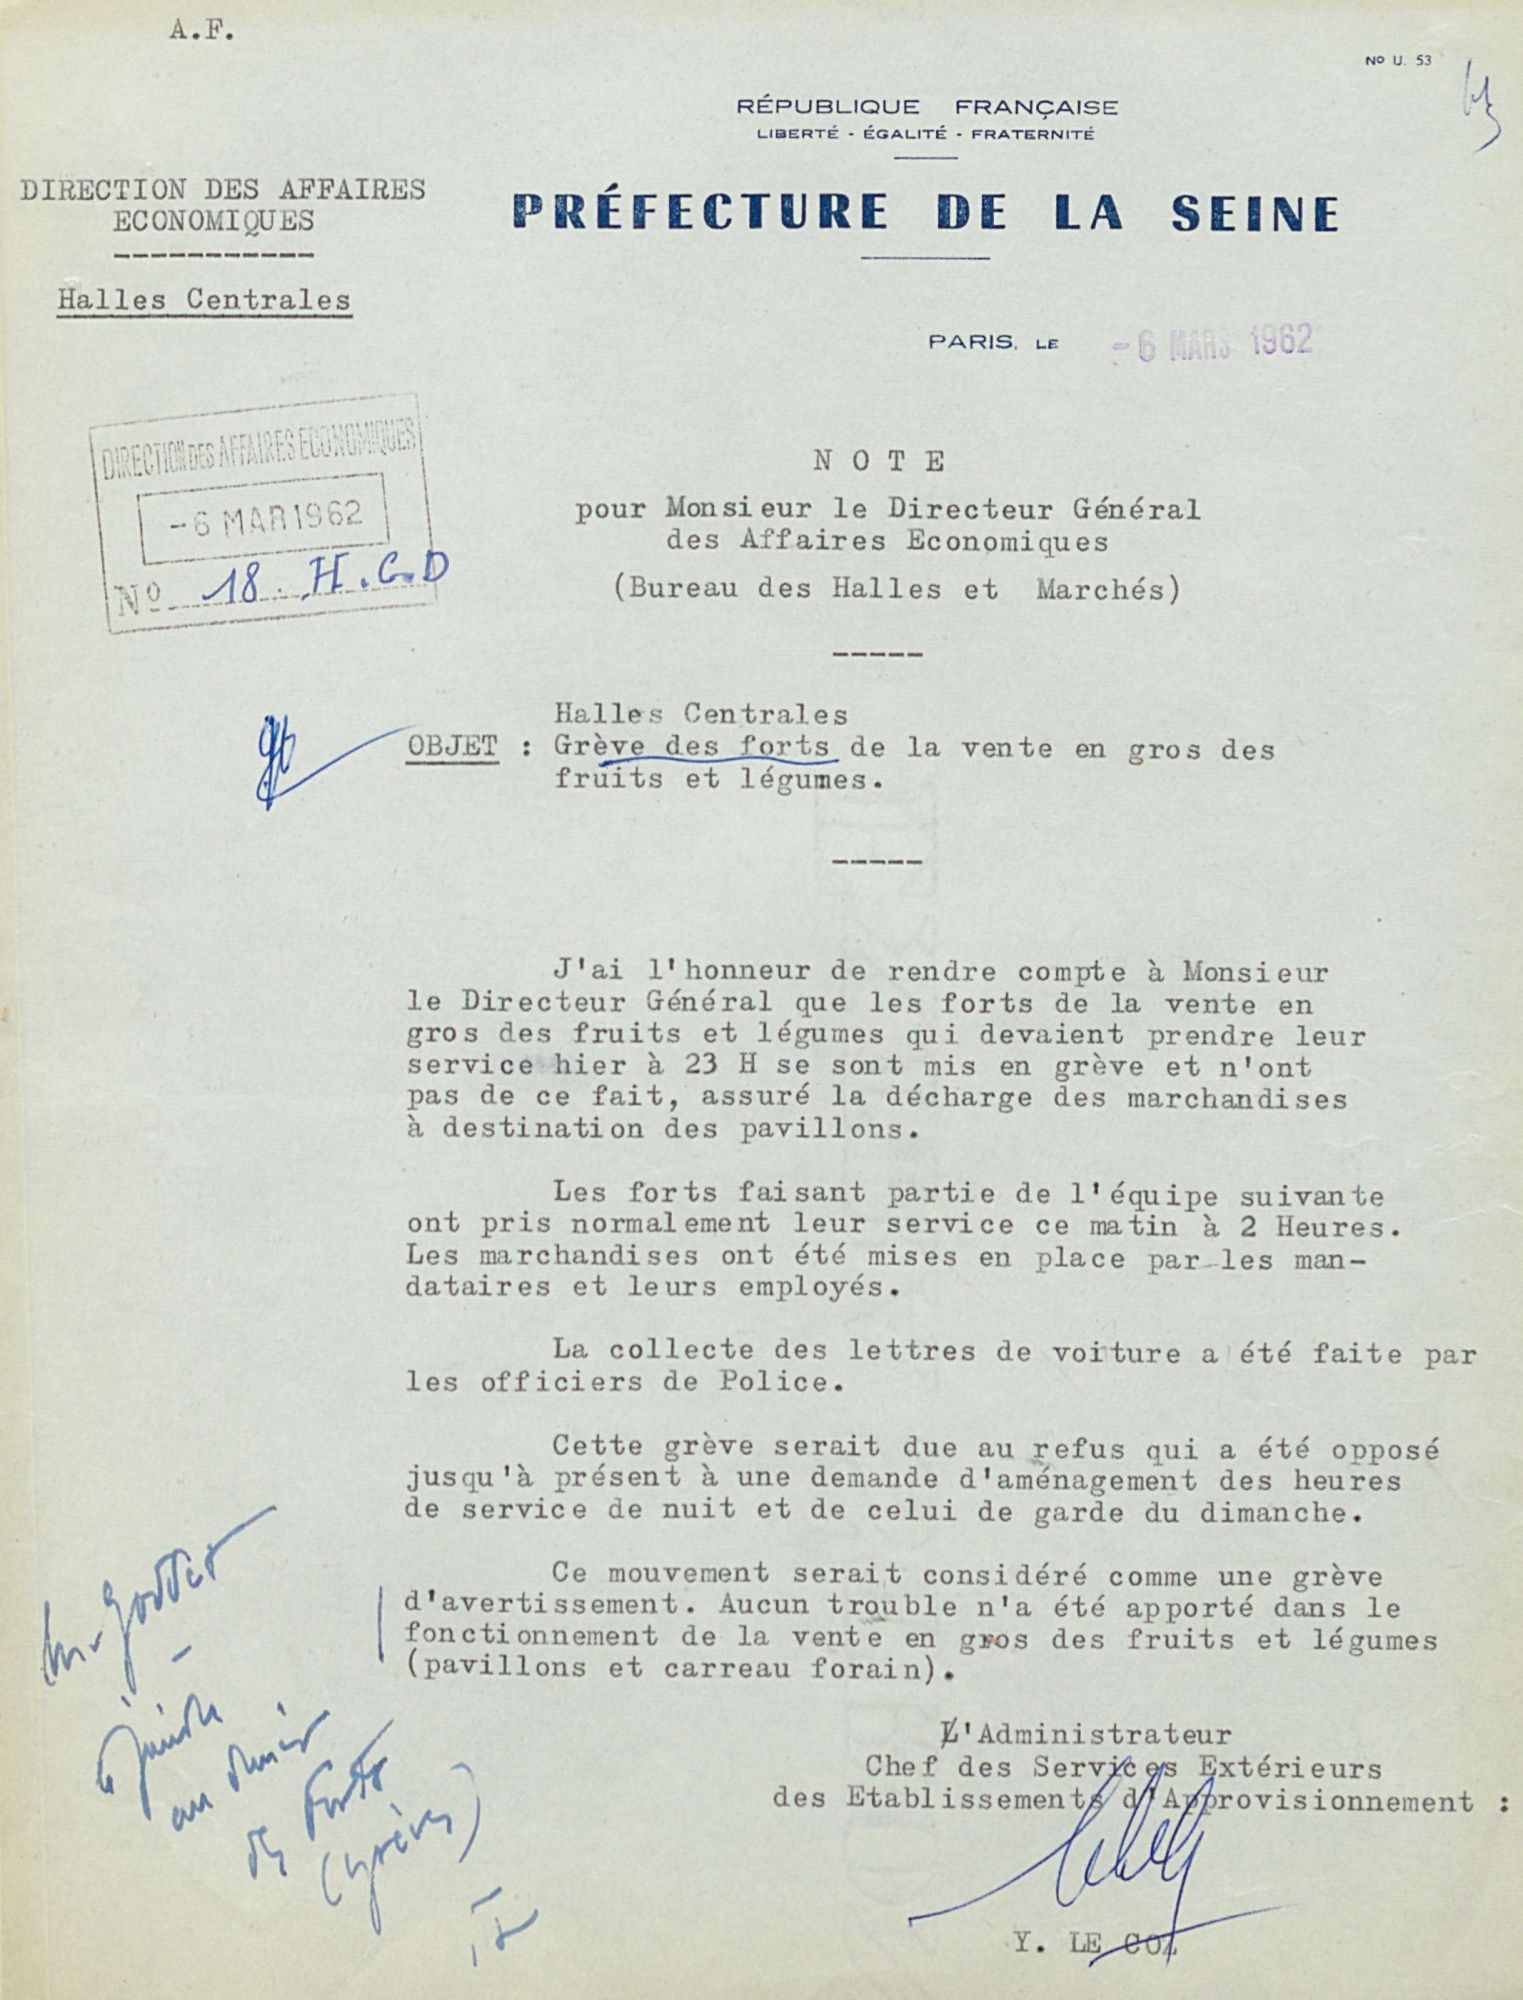 A.F.
Nº U. 53
RÉPUBLIQUE FRANÇAISE
LIBERTÉ - ÉGALITÉ - FRATERNITÉ
DIRECTION DES AFFAIRES
ECONOMIQUES
PRÉFECTURE DE LA SEINE
Halles Centrales
PARIS, LE -6 MARS 1962
DIRECTION DES AFFAIRES ECONOMIQUES
-6 MAR 1962
Nº 18. H.C.D
N O T E
pour Monsieur le Directeur Général
des Affaires Economiques
(Bureau des Halles et Marchés)
-----
Halles Centrales
OBJET : Grève des forts de la vente en gros des
fruits et légumes.
-----
J'ai l'honneur de rendre compte à Monsieur
le Directeur Général que les forts de la vente en
gros des fruits et légumes qui devaient prendre leur
service hier à 23 H se sont mis en grève et n'ont
pas de ce fait, assuré la décharge des marchandises
à destination des pavillons.
Les forts faisant partie de l'équipe suivante
ont pris normalement leur service ce matin à 2 Heures.
Les marchandises ont été mises en place par les man-
dataires et leurs employés.
La collecte des lettres de voiture a été faite par
les officiers de Police.
Cette grève serait due au refus qui a été opposé
jusqu'à présent à une demande d'aménagement des heures
de service de nuit et de celui de garde du dimanche.
Ce mouvement serait considéré comme une grève
d'avertissement. Aucun trouble n'a été apporté dans le
fonctionnement de la vente en gros des fruits et légumes
(pavillons et carreau forain).
L'Administrateur
Chef des Services Extérieurs
des Etablissements d'Approvisionnement :
Y. LE GOZ
au
Forts
(grèves)